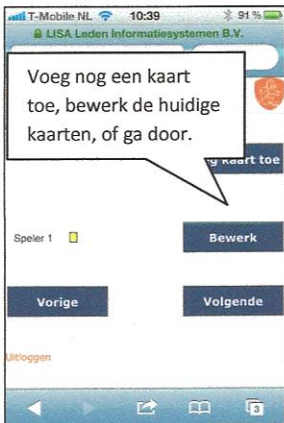 T-Mobile NL 10:39 91 %
LISA Leden Informatiesystemen B.V.
Voeg nog een kaart
toe, bewerk de huidige
kaarten, of ga door.
g kaart toe
Speler 1
Bewerk
Vorige
Volgende
Uitloggen
3